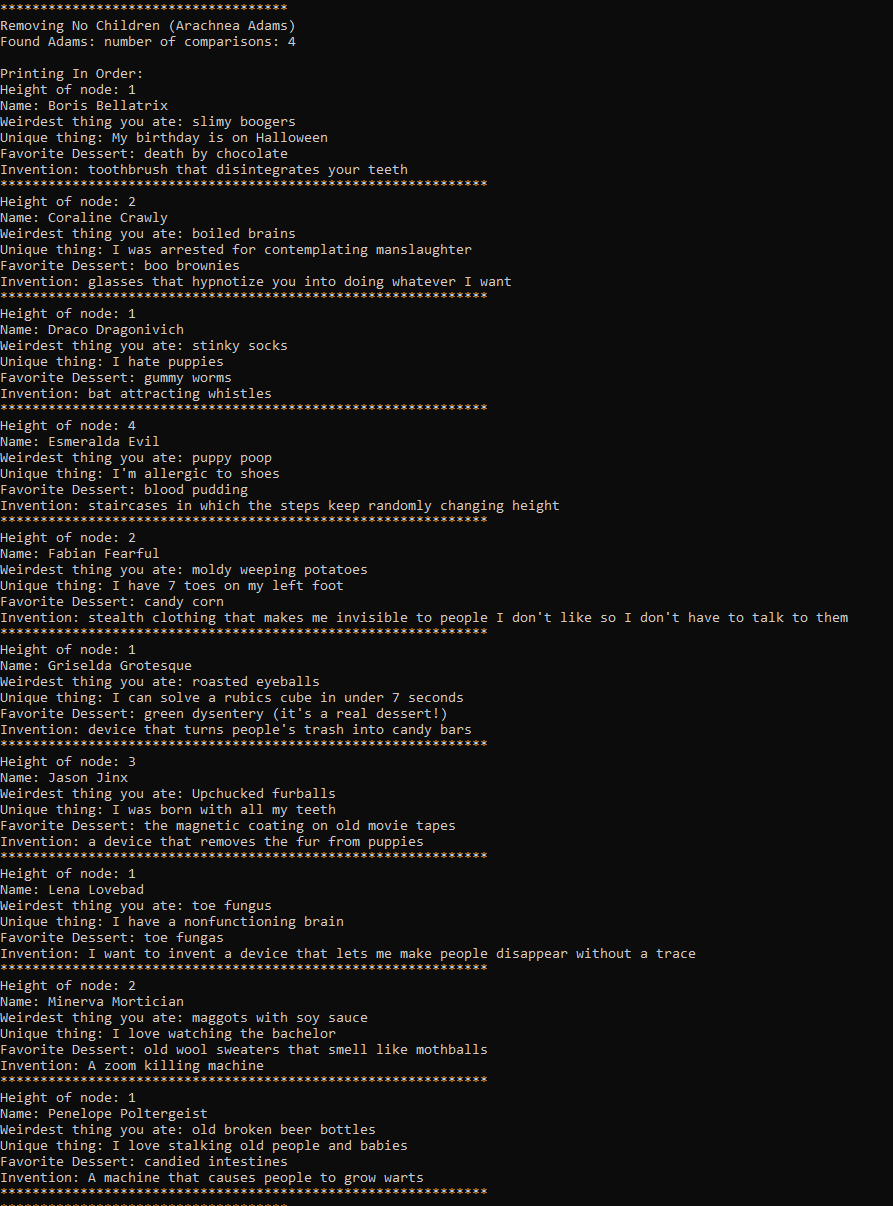 ************************************
Removing No Children (Arachnea Adams)
Found Adams: number of comparisons: 4
Printing In Order:
Height of node: 1
Name: Boris Bellatrix
Weirdest thing you ate: slimy boogers
Unique thing: My birthday is on Halloween
Favorite Dessert: death by chocolate
Invention: toothbrush that disintegrates your teeth
*************************************************************
Height of node: 2
Name: Coraline Crawly
Weirdest thing you ate: boiled brains
Unique thing: I was arrested for contemplating manslaughter
Favorite Dessert: boo brownies
Invention: glasses that hypnotize you into doing whatever I want
*************************************************************
Height of node: 1
Name: Draco Dragonivich
Weirdest thing you ate: stinky socks
Unique thing: I hate puppies
Favorite Dessert: gummy worms
Invention: bat attracting whistles
*************************************************************
Height of node: 4
Name: Esmeralda Evil
Weirdest thing you ate: puppy poop
Unique thing: I'm allergic to shoes
Favorite Dessert: blood pudding
Invention: staircases in which the steps keep randomly changing height
*************************************************************
Height of node: 2
Name: Fabian Fearful
Weirdest thing you ate: moldy weeping potatoes
Unique thing: I have 7 toes on my left foot
Favorite Dessert: candy corn
Invention: stealth clothing that makes me invisible to people I don't like so I don't have to talk to them
*************************************************************
Height of node: 1
Name: Griselda Grotesque
Weirdest thing you ate: roasted eyeballs
Unique thing: I can solve a rubics cube in under 7 seconds
Favorite Dessert: green dysentery (it's a real dessert!)
Invention: device that turns people's trash into candy bars
*************************************************************
Height of node: 3
Name: Jason Jinx
Weirdest thing you ate: Upchucked furballs
Unique thing: I was born with all my teeth
Favorite Dessert: the magnetic coating on old movie tapes
Invention: a device that removes the fur from puppies
*************************************************************
Height of node: 1
Name: Lena Lovebad
Weirdest thing you ate: toe fungus
Unique thing: I have a nonfunctioning brain
Favorite Dessert: toe fungas
Invention: I want to invent a device that lets me make people disappear without a trace
*************************************************************
Height of node: 2
Name: Minerva Mortician
Weirdest thing you ate: maggots with soy sauce
Unique thing: I love watching the bachelor
Favorite Dessert: old wool sweaters that smell like mothballs
Invention: A zoom killing machine
*************************************************************
Height of node: 1
Name: Penelope Poltergeist
Weirdest thing you ate: old broken beer bottles
Unique thing: I love stalking old people and babies
Favorite Dessert: candied intestines
Invention: A machine that causes people to grow warts
*************************************************************
************************************